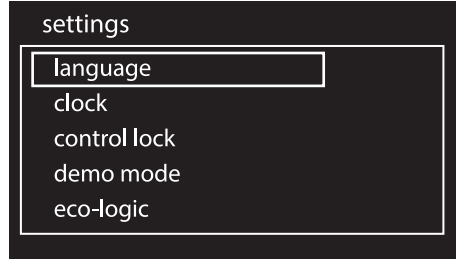 settings
language
clock
control lock
demo mode
eco-logic